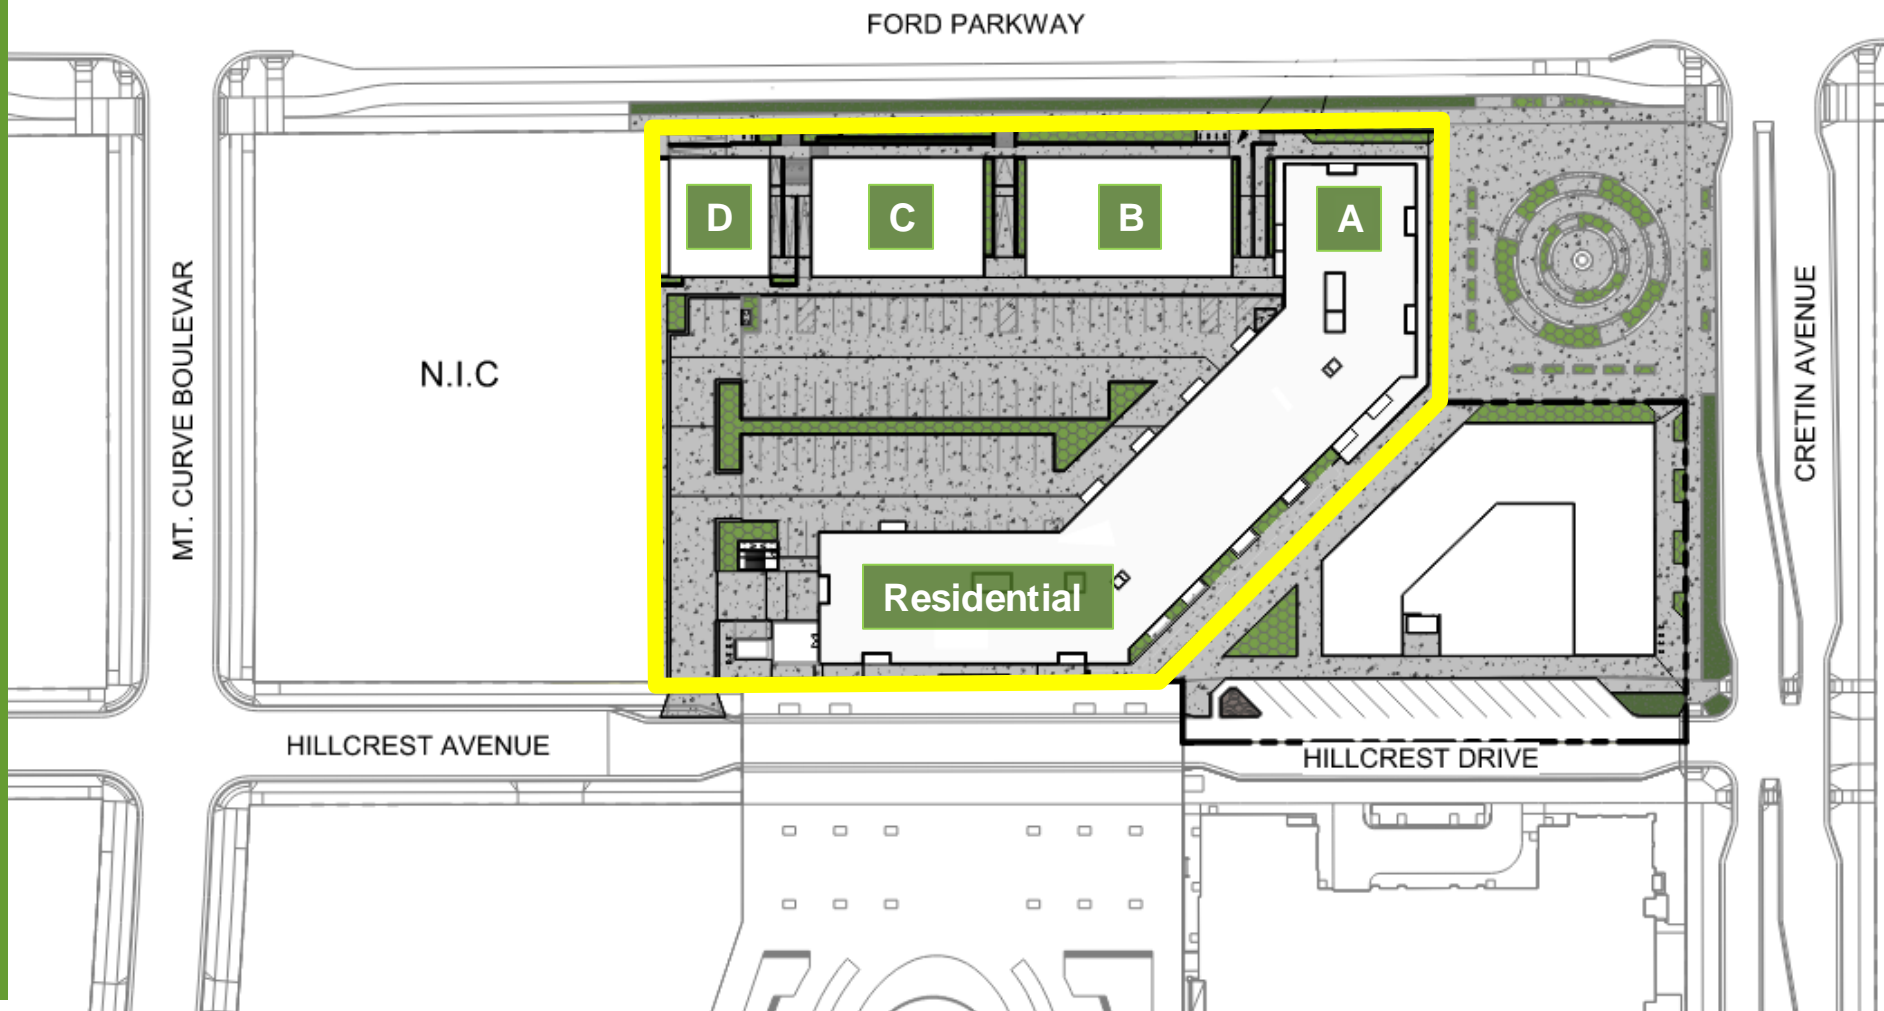 FORD PARKWAY
D
C
B
A
MT. CURVE BOULEVAR
N.I.C
CRETIN AVENUE
Residential
HILLCREST AVENUE
HILLCREST DRIVE